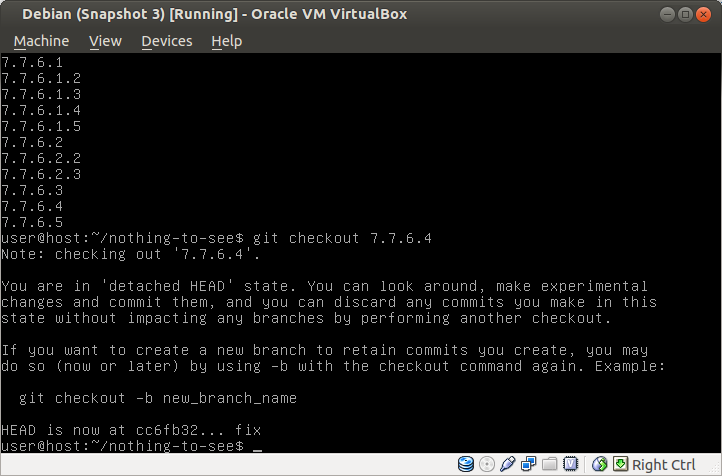 Debian (Snapshot 3) [Running] - Oracle VM VirtualBox
Machine View Devices Help
7.7.6.1
7.7.6.1.2
7.7.6.1.3
7.7.6.1.4
7.7.6.1.5
7.7.6.2
7.7.6.2.2
7.7.6.2.3
7.7.6.3
7.7.6.4
7.7.6.5
user@host:~/nothing-to-see$ git checkout 7.7.6.4
Note: checking out '7.7.6.4'.
You are in 'detached HEAD' state. You can look around, make experimental
changes and commit them, and you can discard any commits you make in this
state without impacting any branches by performing another checkout.
If you want to create a new branch to retain commits you create, you may
do so (now or later) by using -b with the checkout command again. Example:
git checkout -b new_branch_name
HEAD is now at cc6fb32... fix
user@host:~/nothing-to-see$ _
Right Ctrl